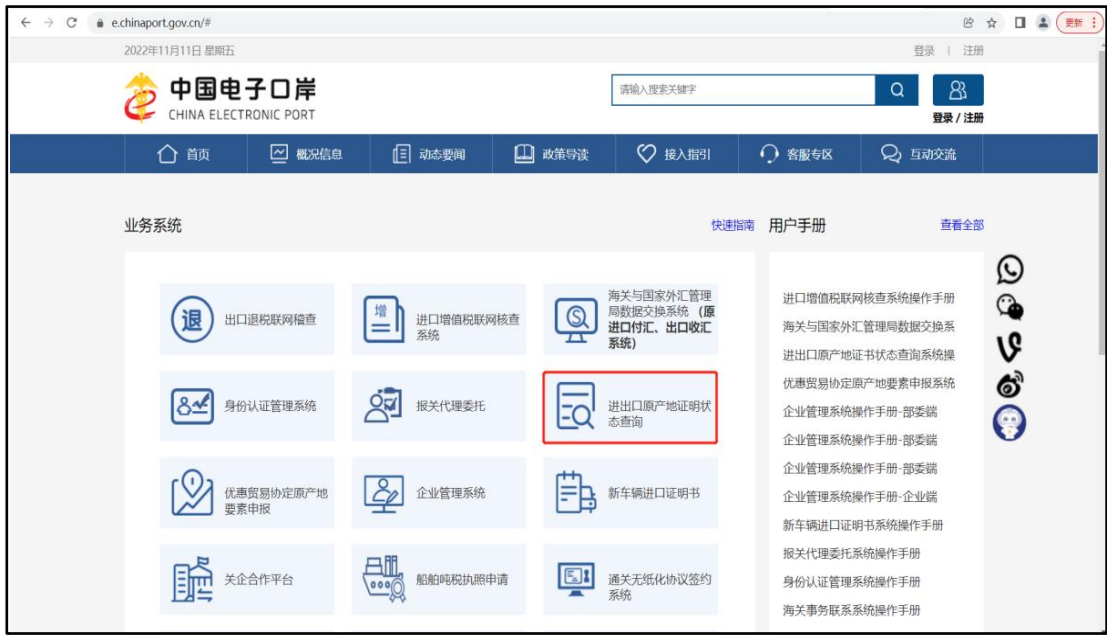 e.chinaport.gov.cn/#
更新
2022年11月11日 星期五
登录 | 注册
中国电子口岸
CHINA ELECTRONIC PORT
请输入搜索关键字
登录 / 注册
首页
概况信息
动态要闻
政策导读
接入指引
客服专区
互动交流
业务系统
快速指南
退
出口退税联网稽查
增
进口增值税联网核查
系统
海关与国家外汇管理
局数据交换系统 (原
进口付汇、出口收汇
系统)
身份认证管理系统
报关代理委托
进出口原产地证明状
态查询
优惠贸易协定原产地
要素申报
企业管理系统
新车辆进口证明书
关企合作平台
船舶吨税执照申请
通关无纸化协议签约
系统
用户手册
查看全部
进口增值税联网核查系统操作手册
海关与国家外汇管理局数据交换系
进出口原产地证书状态查询系统操
优惠贸易协定原产地要素申报系统
企业管理系统操作手册-部委端
企业管理系统操作手册-部委端
企业管理系统操作手册-部委端
企业管理系统操作手册-企业端
新车辆进口证明书系统操作手册
报关代理委托系统操作手册
身份认证管理系统操作手册
海关事务联系系统操作手册